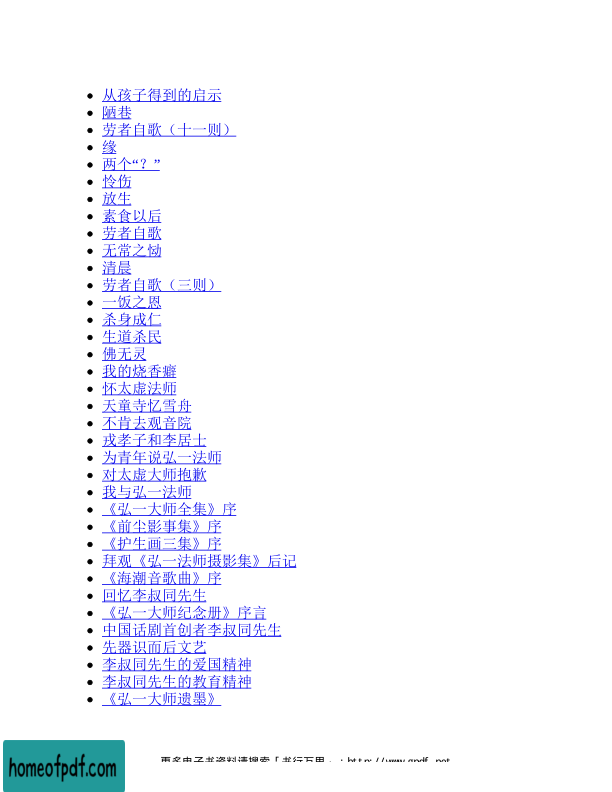 从孩子得到的启示
陋巷
劳者自歌（十一则）
缘
两个“？”
怜伤
放生
素食以后
劳者自歌
无常之恸
清晨
劳者自歌（三则）
一饭之恩
杀身成仁
生道杀民
佛无灵
我的烧香癖
怀太虚法师
天童寺忆雪舟
不肯去观音院
戎孝子和李居士
为青年说弘一法师
对太虚大师抱歉
我与弘一法师
《弘一大师全集》序
《前尘影事集》序
《护生画三集》序
拜观《弘一法师摄影集》后记
《海潮音歌曲》序
回忆李叔同先生
《弘一大师纪念册》序言
中国话剧首创者李叔同先生
先器识而后文艺
李叔同先生的爱国精神
李叔同先生的教育精神
《弘一大师遗墨》
更多电子书资料请搜索「书行万里」：http://www.gpdf.net
homeofpdf.com